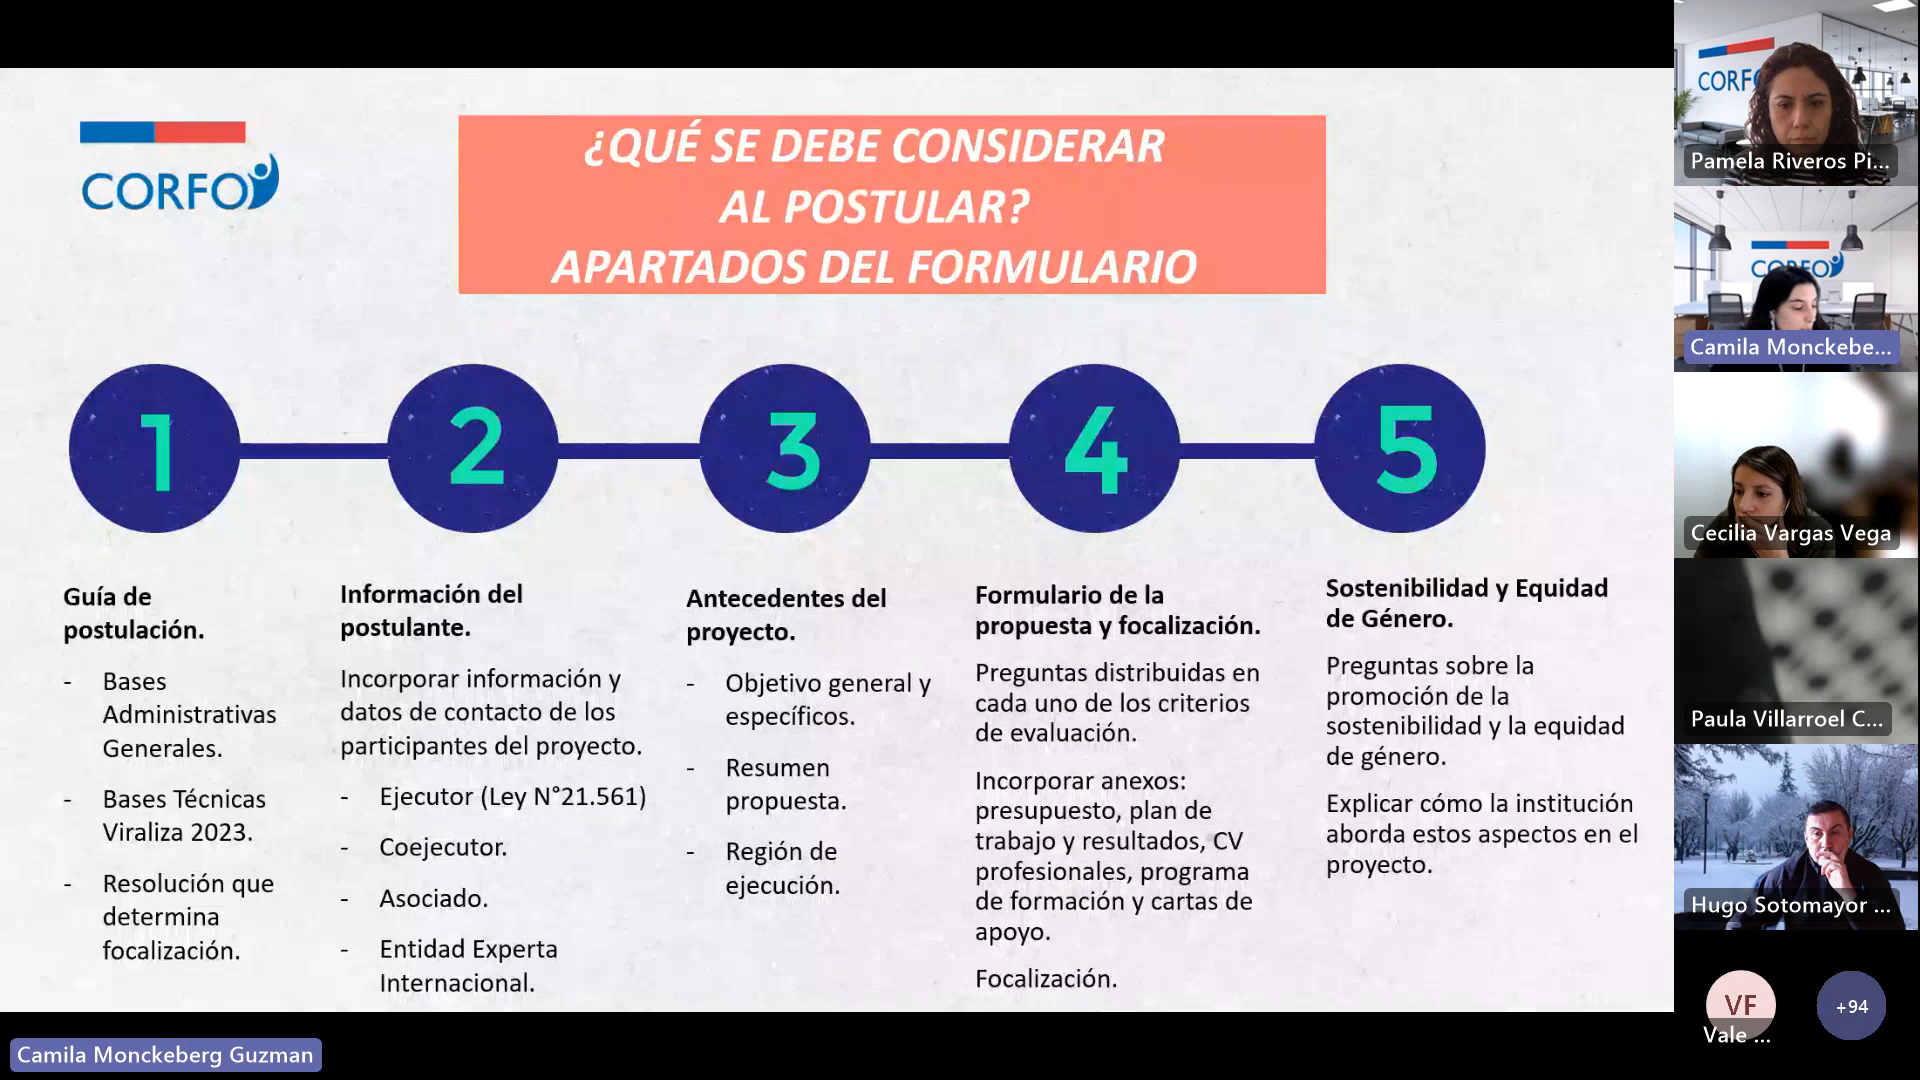 CORFO
¿QUÉ SE DEBE CONSIDERAR
AL POSTULAR?
APARTADOS DEL FORMULARIO
1
2
3
4
5
Guía de
postulación.
- Bases
Administrativas
Generales.
- Bases Técnicas
Viraliza 2023.
- Resolución que
determina
focalización.
Información del
postulante.
Incorporar información y
datos de contacto de los
participantes del proyecto.
- Ejecutor (Ley N°21.561)
- Coejecutor.
- Asociado.
- Entidad Experta
Internacional.
Antecedentes del
proyecto.
- Objetivo general y
específicos.
- Resumen
propuesta.
- Región de
ejecución.
Formulario de la
propuesta y focalización.
Preguntas distribuidas en
cada uno de los criterios
de evaluación.
Incorporar anexos:
presupuesto, plan de
trabajo y resultados, CV
profesionales, programa
de formación y cartas de
apoyo.
Focalización.
Sostenibilidad y Equidad
de Género.
Preguntas sobre la
promoción de la
sostenibilidad y la equidad
de género.
Explicar cómo la institución
aborda estos aspectos en el
proyecto.
CORFO
Pamela Riveros Pi...
CORFO
Camila Monckebe...
Cecilia Vargas Vega
Paula Villarroel C...
Hugo Sotomayor ...
VF
Vale ...
+94
Camila Monckeberg Guzman